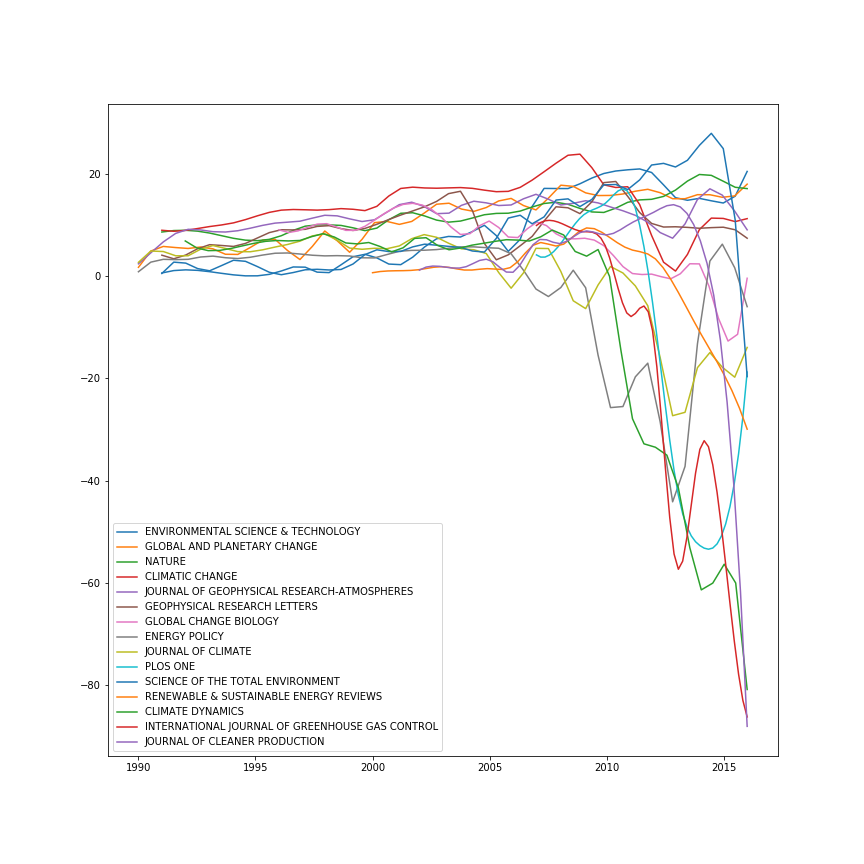 20
0
−20
−40
−60
−80
1990
1995
2000
2005
2010
2015
ENVIRONMENTAL SCIENCE & TECHNOLOGY
GLOBAL AND PLANETARY CHANGE
NATURE
CLIMATIC CHANGE
JOURNAL OF GEOPHYSICAL RESEARCH-ATMOSPHERES
GEOPHYSICAL RESEARCH LETTERS
GLOBAL CHANGE BIOLOGY
ENERGY POLICY
JOURNAL OF CLIMATE
PLOS ONE
SCIENCE OF THE TOTAL ENVIRONMENT
RENEWABLE & SUSTAINABLE ENERGY REVIEWS
CLIMATE DYNAMICS
INTERNATIONAL JOURNAL OF GREENHOUSE GAS CONTROL
JOURNAL OF CLEANER PRODUCTION